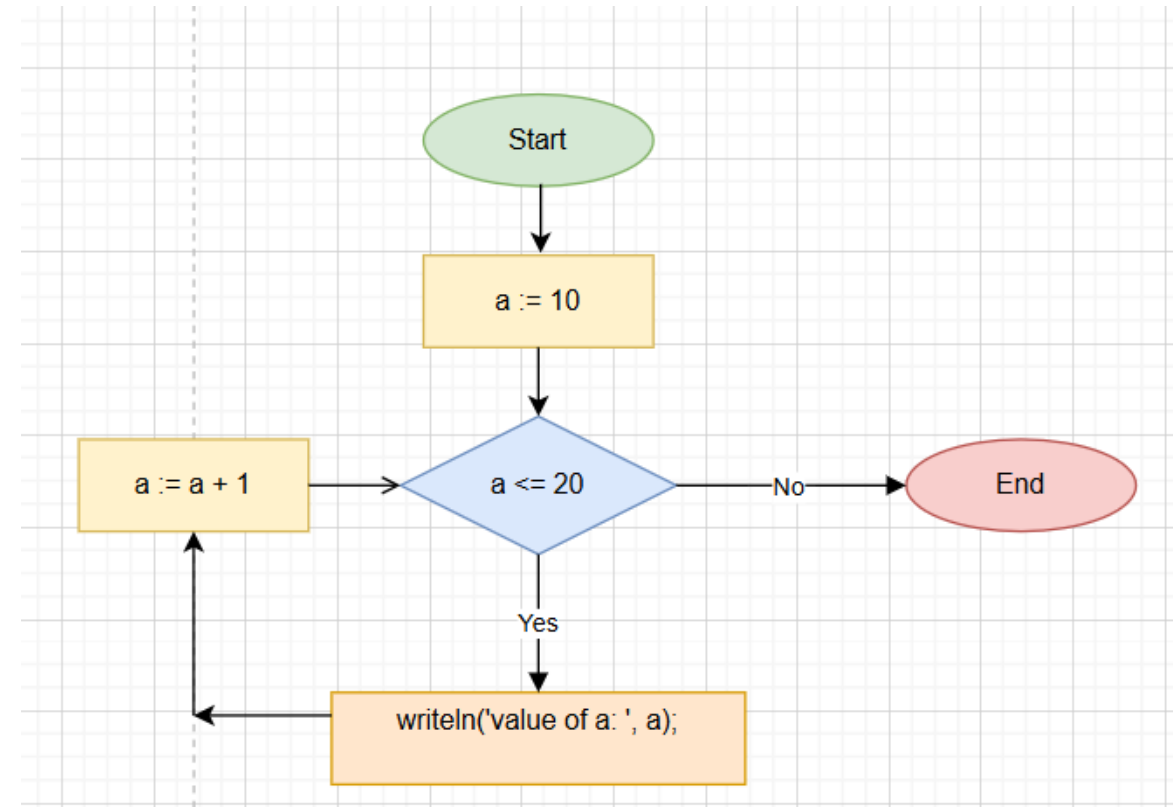 Start
a := 10
a := a + 1
a <= 20
No
End
Yes
writeln('value of a: ', a);